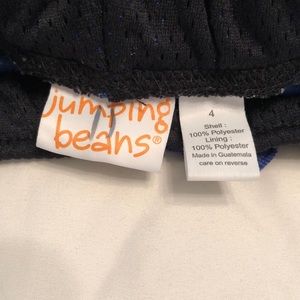 jumping
beans®
4
Shell :
100% Polyester
Lining :
100% Polyester
Made in Guatemala
care on reverse